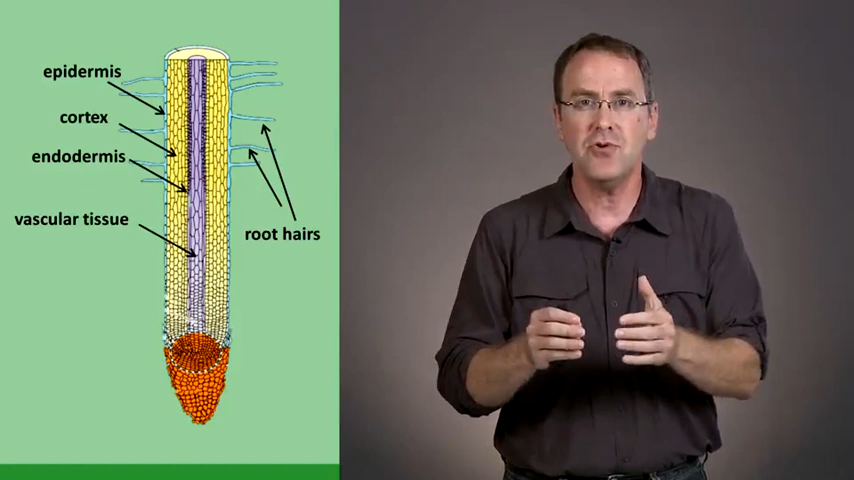 epidermis
cortex
endodermis
vascular tissue
root hairs